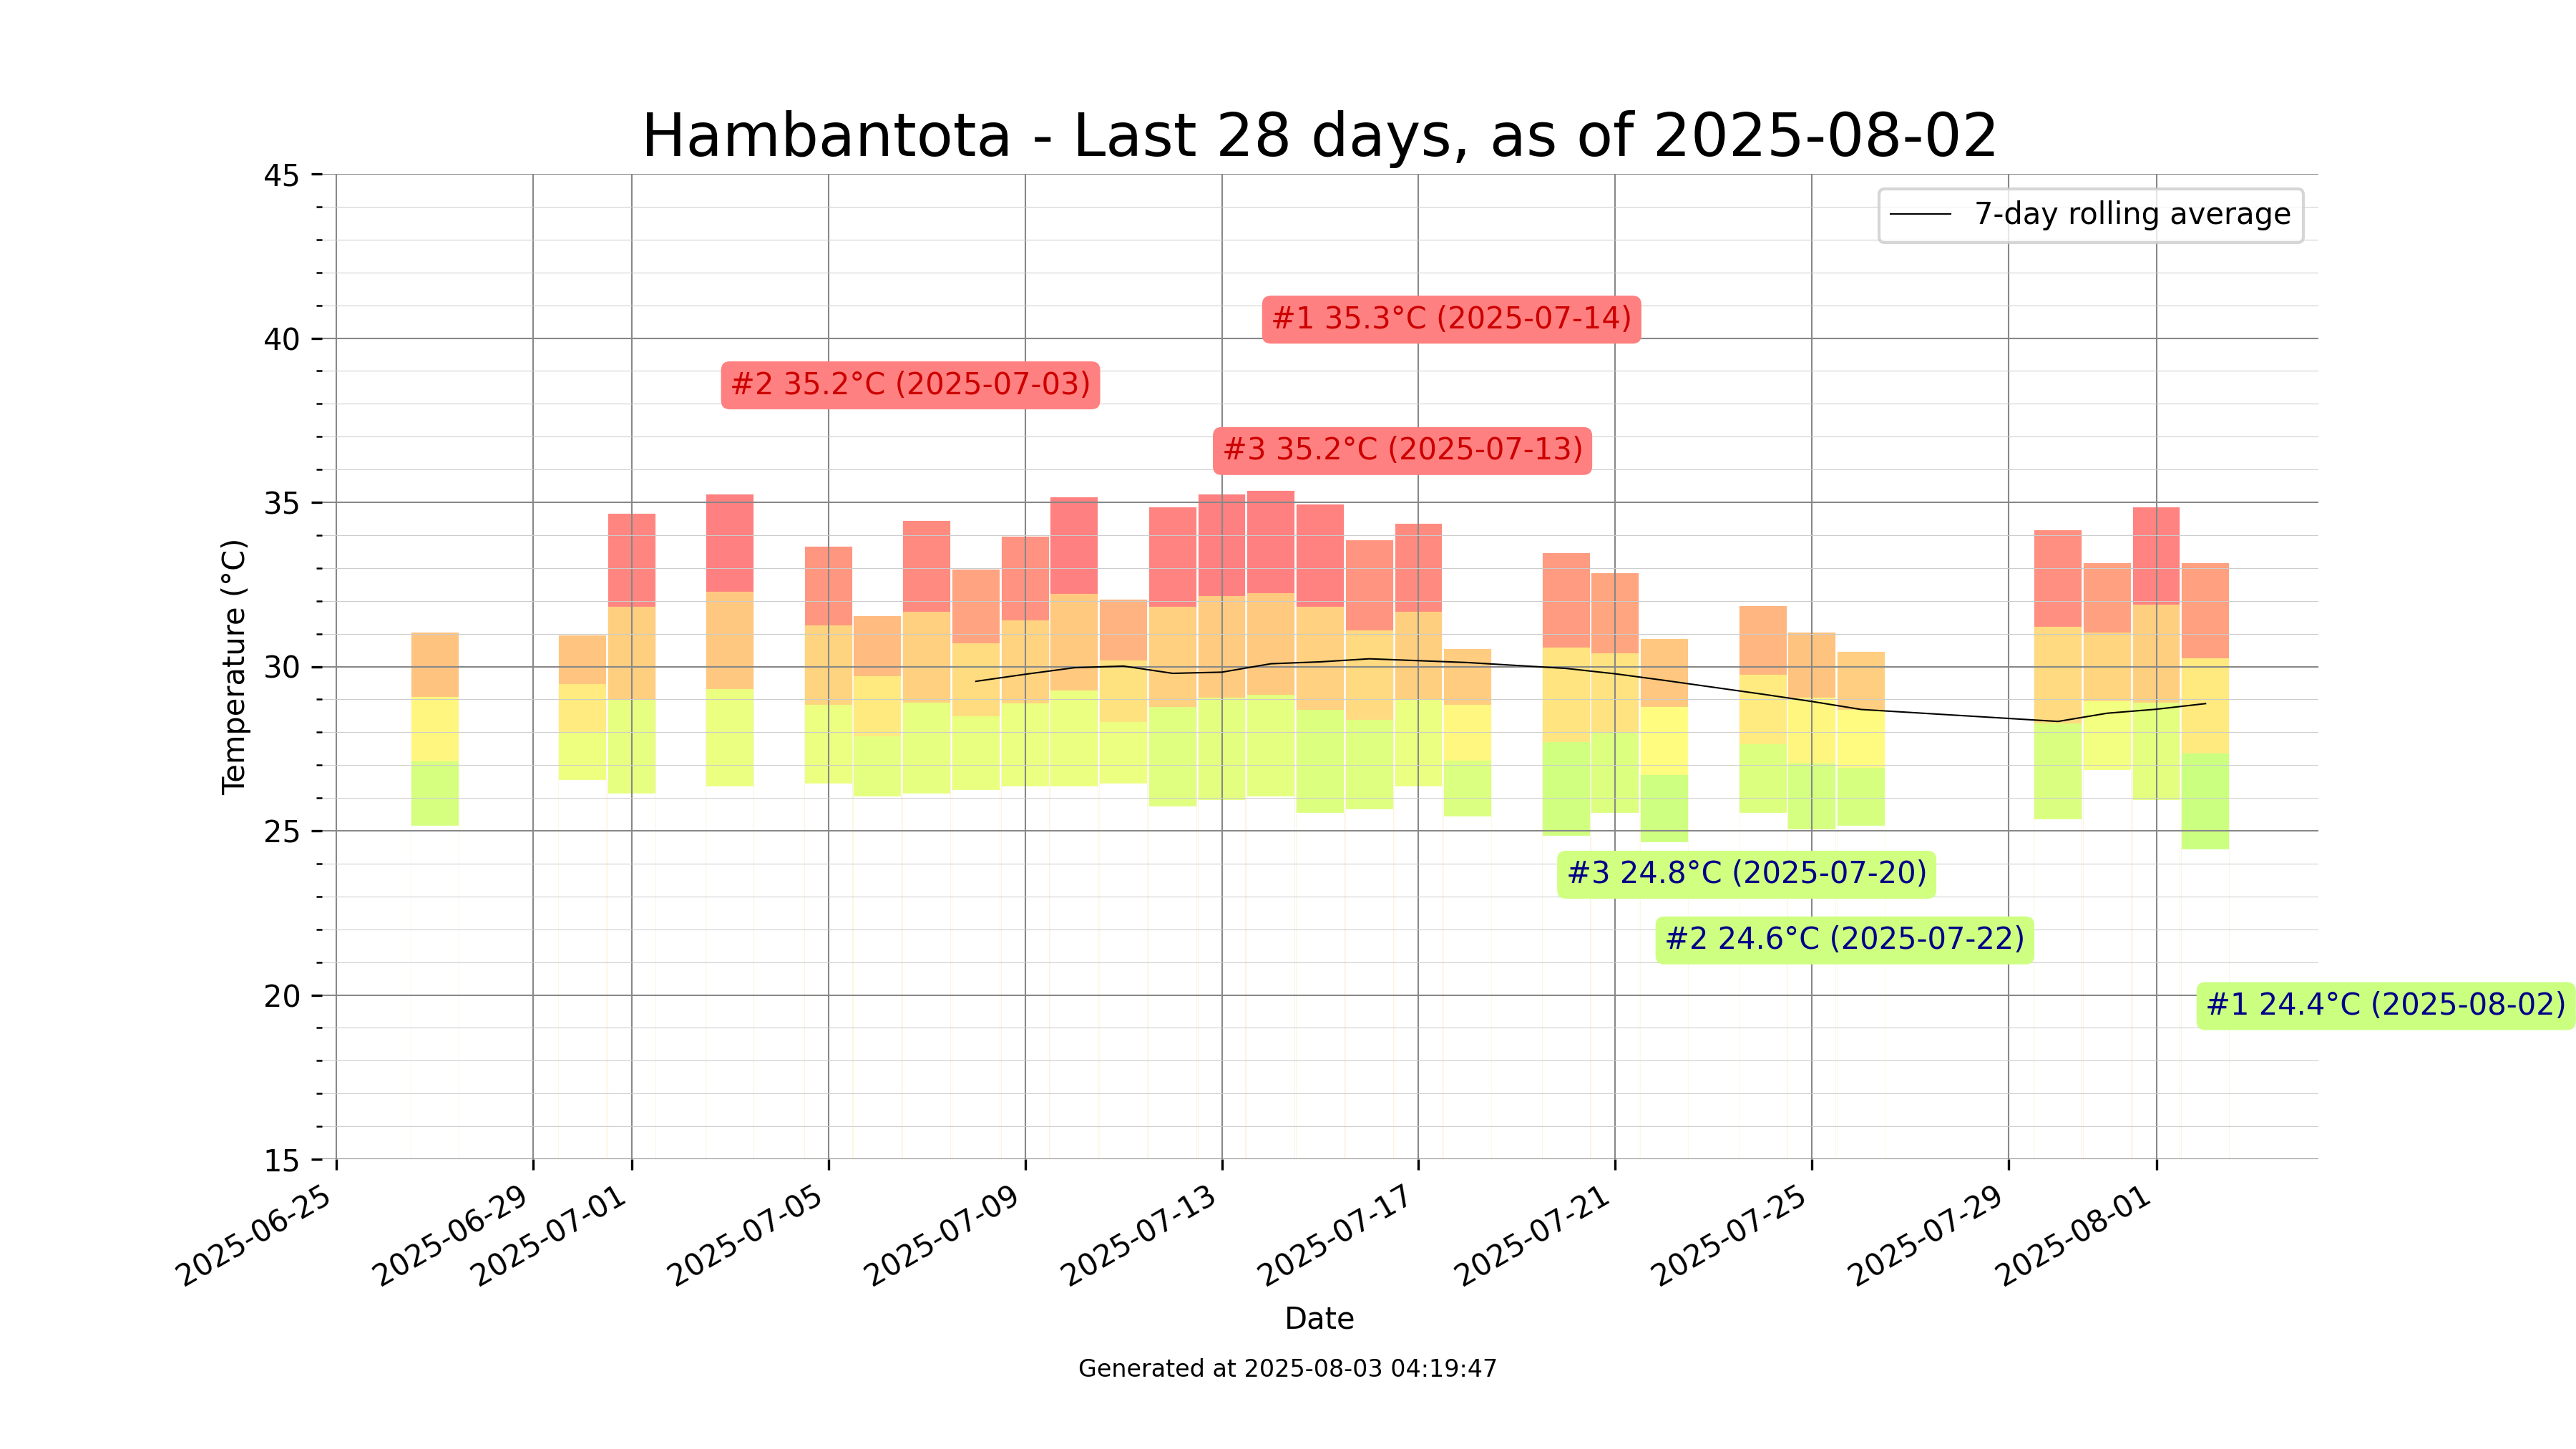 Hambantota - Last 28 days, as of 2025-08-02
45
7-day rolling average
#1 35.3°C (2025-07-14)
40
#2 35.2°C (2025-07-03)
#3 35.2°C (2025-07-13)
35
Temperature (°C)
30
25
#3 24.8°C (2025-07-20)
#2 24.6°C (2025-07-22)
20
#1 24.4°C (2025-08-02)
15
2025-06-25
2025-06-29
2025-07-01
2025-07-05
2025-07-09
2025-07-13
2025-07-17
2025-07-21
2025-07-25
2025-07-29
2025-08-01
Date
Generated at 2025-08-03 04:19:47